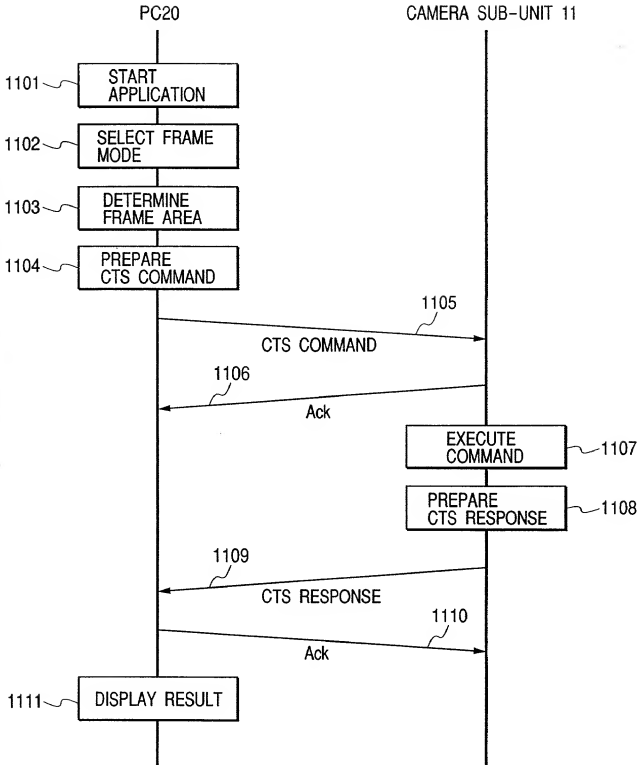 PC20
CAMERA SUB-UNIT 11
1101
START
APPLICATION
1102
SELECT FRAME
MODE
1103
DETERMINE
FRAME AREA
1104
PREPARE
CTS COMMAND
1105
CTS COMMAND
1106
Ack
EXECUTE
COMMAND
1107
PREPARE
CTS RESPONSE
1108
1109
CTS RESPONSE
1110
Ack
1111
DISPLAY RESULT